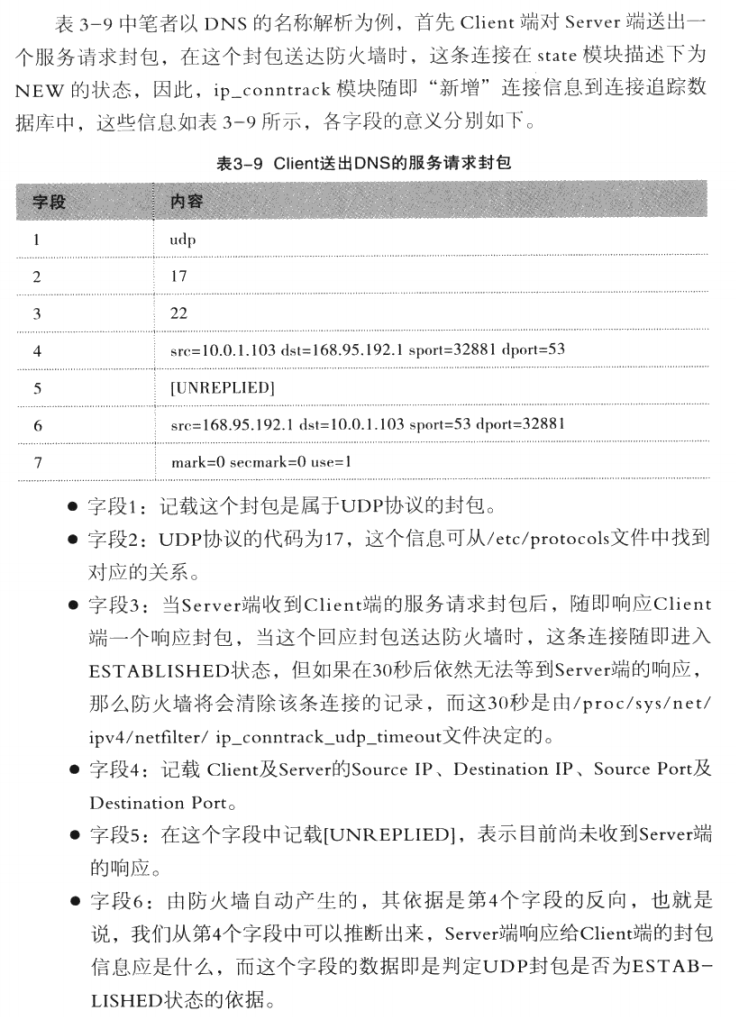 表 3-9 中笔者以 DNS 的名称解析为例，首先 Client 端对 Server 端送出一
个服务请求封包，在这个封包送达防火墙时，这条连接在 state 模块描述下为
NEW 的状态，因此，ip_conntrack 模块随即“新增”连接信息到连接追踪数
据库中，这些信息如表 3-9 所示，各字段的意义分别如下。
表3-9 Client送出DNS的服务请求封包
字段 内容
1 udp
2 17
3 22
4 src=10.0.1.103 dst=168.95.192.1 sport=32881 dport=53
5 [UNREPLIED]
6 src=168.95.192.1 dst=10.0.1.103 sport=53 dport=32881
7 mark=0 secmark=0 use=1
● 字段1：记载这个封包是属于UDP协议的封包。
● 字段2：UDP协议的代码为17，这个信息可从/etc/protocols文件中找到
对应的关系。
● 字段3：当Server端收到Client端的服务请求封包后，随即响应Client
端一个响应封包，当这个回应封包送达防火墙时，这条连接随即进入
ESTABLISHED状态，但如果在30秒后依然无法等到Server端的响应，
那么防火墙将会清除该条连接的记录，而这30秒是由/proc/sys/net/
ipv4/netfilter/ ip_conntrack_udp_timeout文件决定的。
● 字段4：记载 Client及Server的Source IP、Destination IP、Source Port及
Destination Port。
● 字段5：在这个字段中记载[UNREPLIED]，表示目前尚未收到Server端
的响应。
● 字段6：由防火墙自动产生的，其依据是第4个字段的反向，也就是
说，我们从第4个字段中可以推断出来，Server端响应给Client端的封包
信息应是什么，而这个字段的数据即是判定UDP封包是否为ESTAB-
LISHED状态的依据。